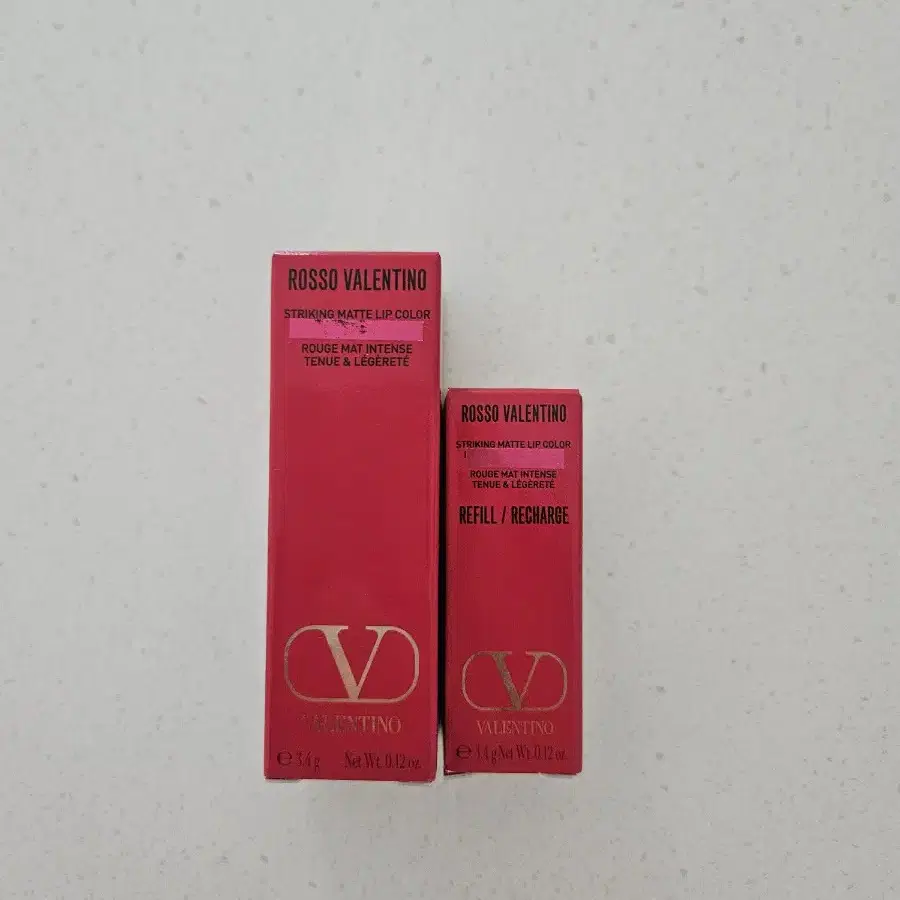 ROSSO VALENTINO
STRIKING MATTE LIP COLOR
ROUGE MAT INTENSE
TENUE & LÉGÈRETÉ
V
VALENTINO
℮ 3.4 g Net Wt. 0.12 oz.
ROSSO VALENTINO
STRIKING MATTE LIP COLOR
ROUGE MAT INTENSE
TENUE & LÉGÈRETÉ
REFILL / RECHARGE
V
VALENTINO
℮ 3.4 g Net Wt. 0.12 oz.